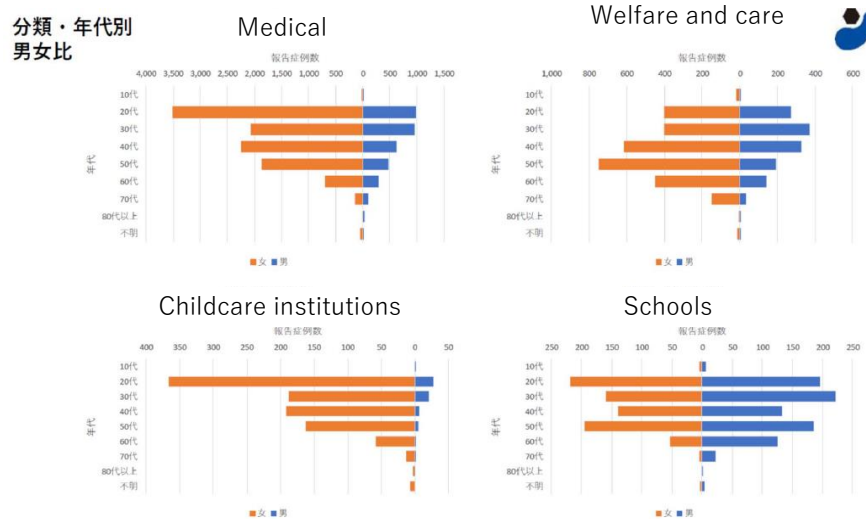 分類・年代別
男女比
Medical
報告症例数
4,000 3,500 3,000 2,500 2,000 1,500 1,000 500 0 500 1,000 1,500
年代
10代
20代
30代
40代
50代
60代
70代
80代以上
不明
女 男
Welfare and care
報告症例数
1,000 800 600 400 200 0 200 400 600
年代
10代
20代
30代
40代
50代
60代
70代
80代以上
不明
女 男
Childcare institutions
報告症例数
400 350 300 250 200 150 100 50 0 50
年代
10代
20代
30代
40代
50代
60代
70代
80代以上
不明
女 男
Schools
報告症例数
250 200 150 100 50 0 50 100 150 200 250
年代
10代
20代
30代
40代
50代
60代
70代
80代以上
不明
女 男